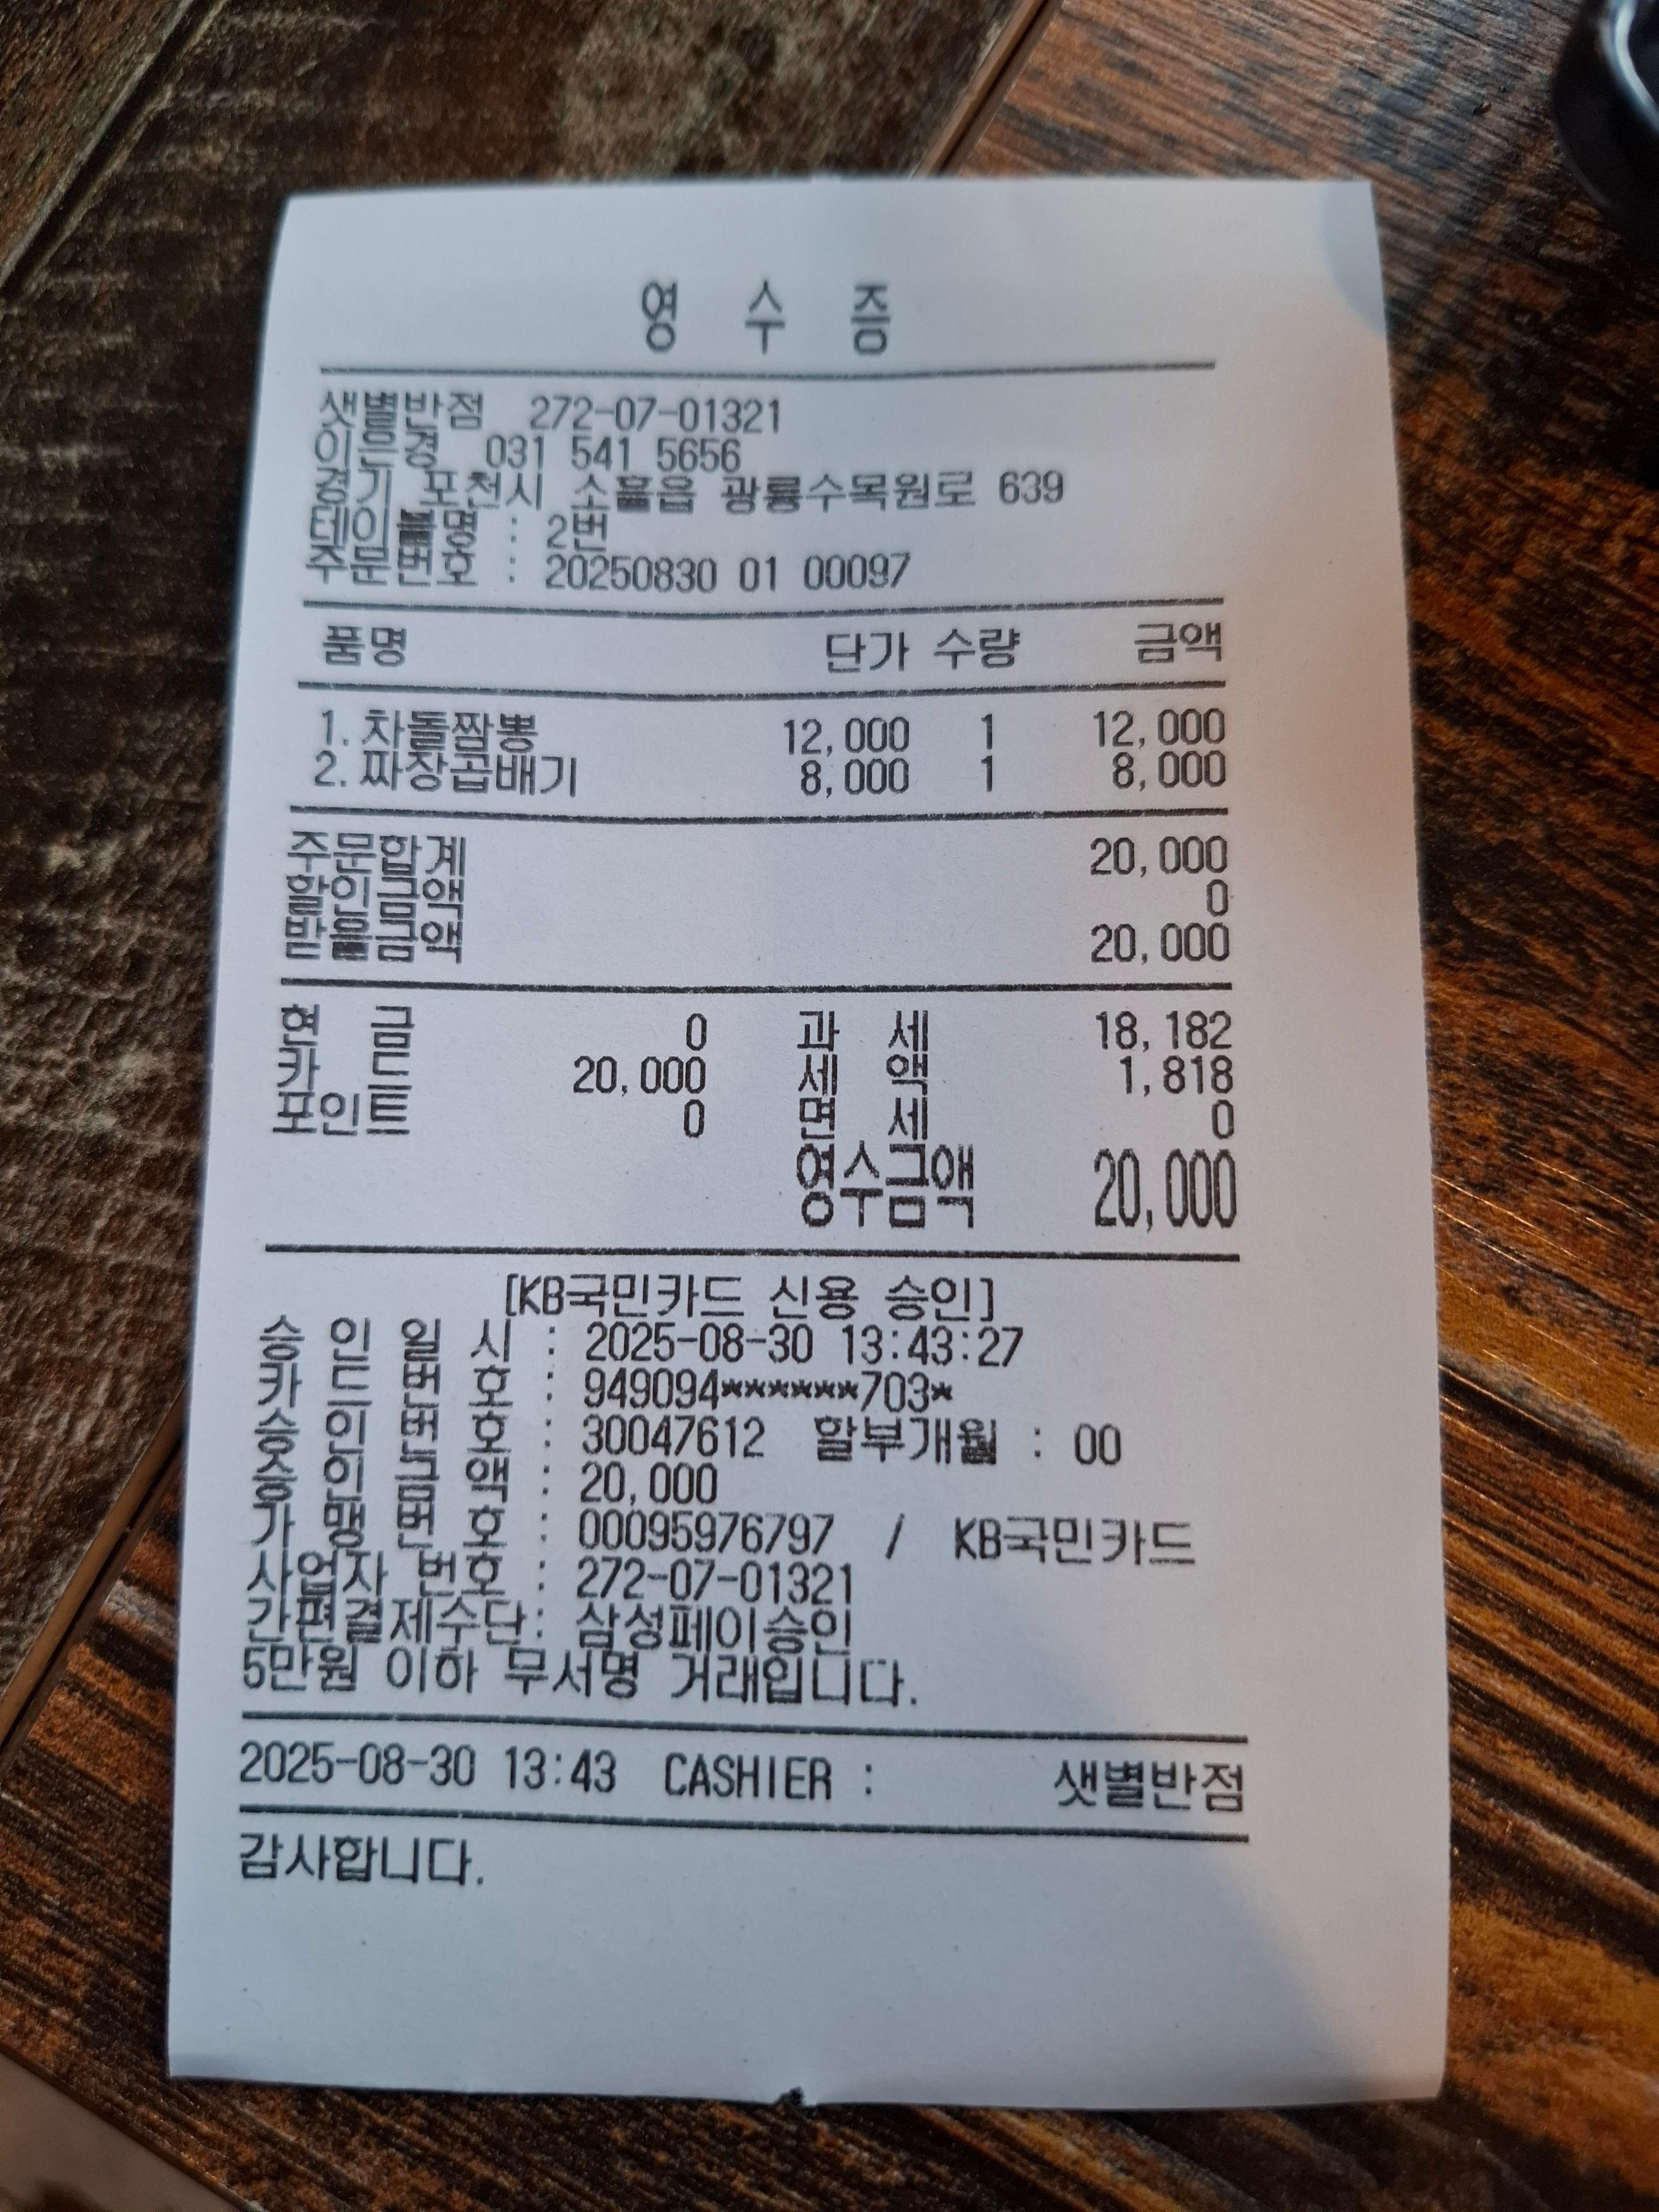 영 수 증
샛별반점 272-07-01321
이은경 031 541 5656
경기 포천시 소흘읍 광릉수목원로 639
테이블명 : 2번
주문번호 : 20250830 01 00097
품명 단가 수량 금액
1. 차돌짬뽕 12,000 1 12,000
2. 짜장곱배기 8,000 1 8,000
주문합계 20,000
할인금액 0
받을금액 20,000
현 금 0 과 세 18,182
카 드 20,000 세 액 1,818
포인트 0 면 세 0
영수금액 20,000
[KB국민카드 신용 승인]
승 인 일 시 : 2025-08-30 13:43:27
카 드 번 호 : 949094******703*
승 인 번 호 : 30047612 할부개월 : 00
승 인 금 액 : 20,000
가 맹 번 호 : 00095976797 / KB국민카드
사업자 번호 : 272-07-01321
간편결제수단: 삼성페이승인
5만원 이하 무서명 거래입니다.
2025-08-30 13:43 CASHIER : 샛별반점
감사합니다.